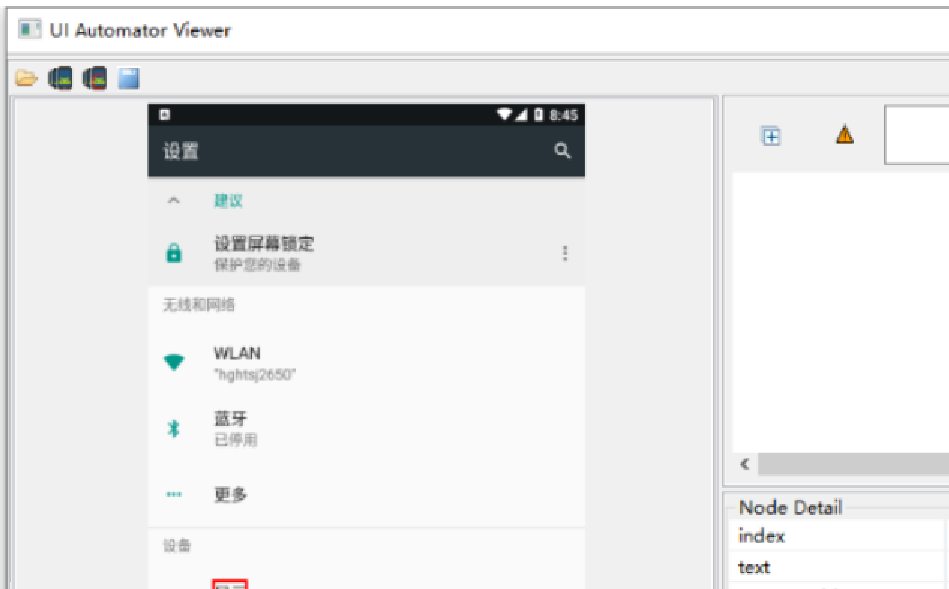 UI Automator Viewer
8:45
设置
建议
设置屏幕锁定
保护您的设备
无线和网络
WLAN
"hghtsj2650"
蓝牙
已停用
更多
设备
Node Detail
index
text